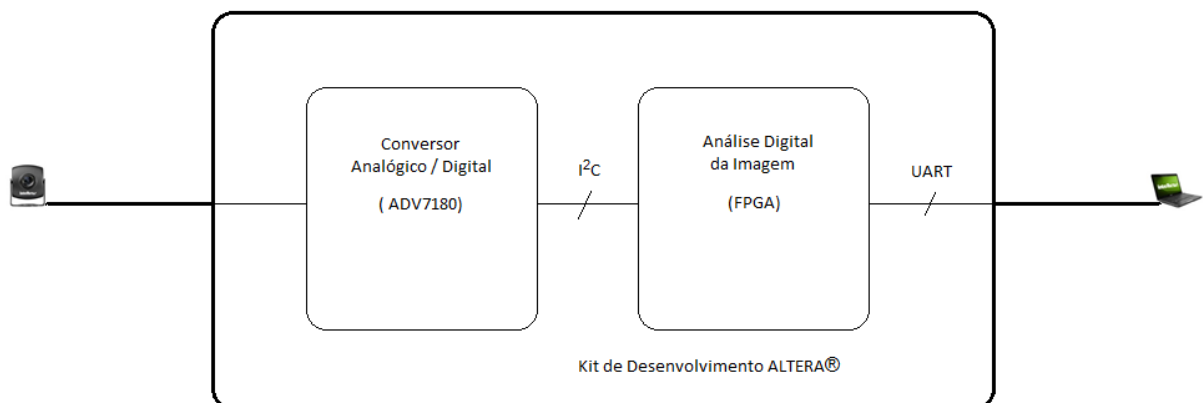 Conversor
Analógico / Digital
( ADV7180)
I²C
Análise Digital
da Imagem
(FPGA)
UART
Kit de Desenvolvimento ALTERA®